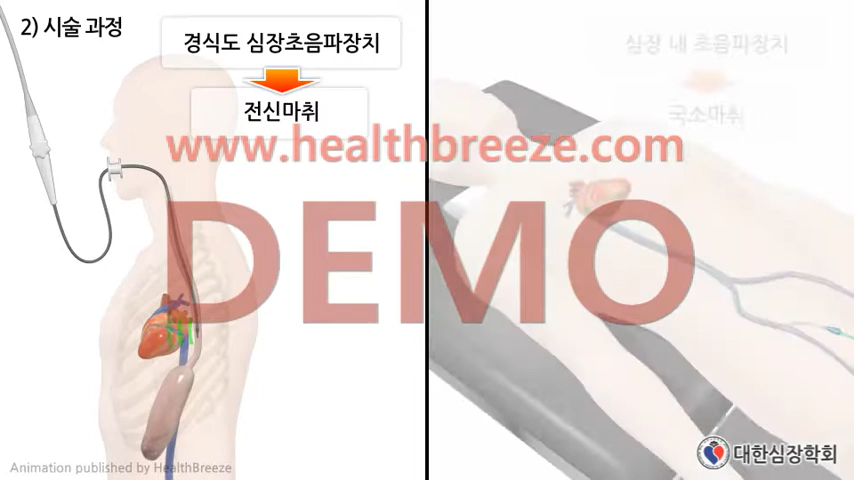 2) 시술 과정
경식도 심장초음파장치
전신마취
심장 내 초음파장치
국소마취
www.healthbreeze.com
DEMO
Animation published by HealthBreeze
대한심장학회